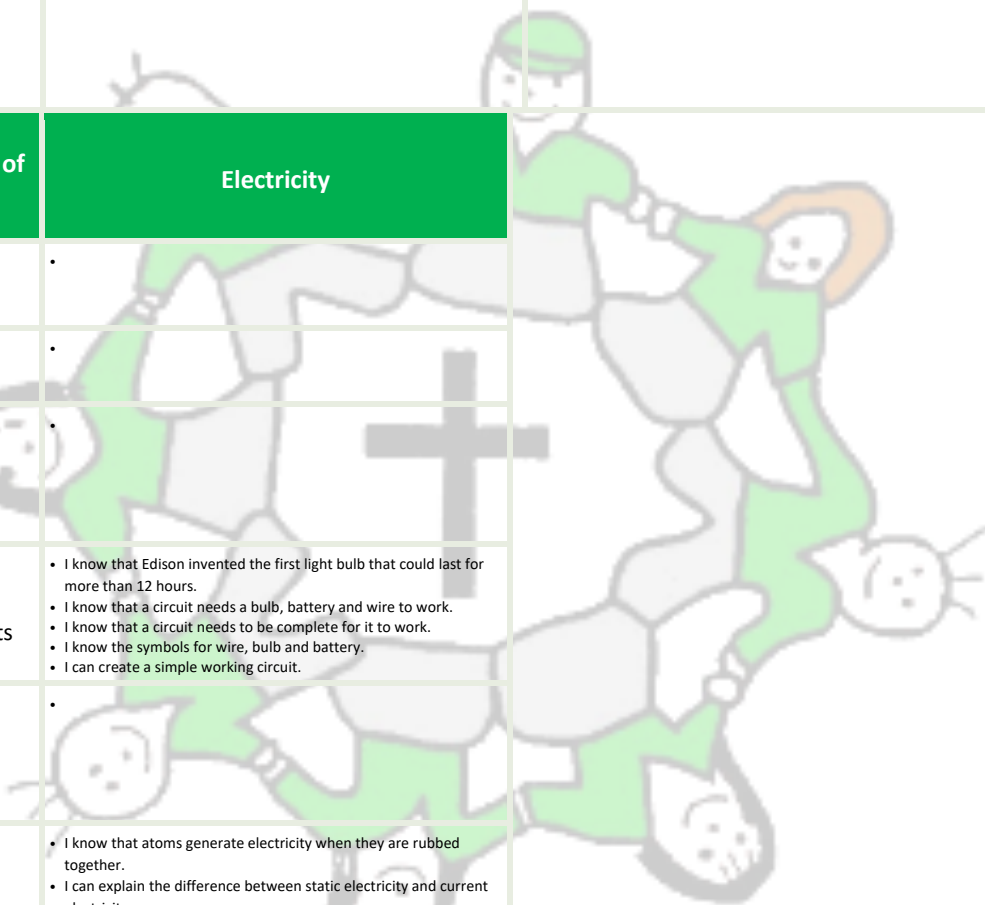 of
Electricity
•
•
•
• I know that Edison invented the first light bulb that could last for
more than 12 hours.
• I know that a circuit needs a bulb, battery and wire to work.
• I know that a circuit needs to be complete for it to work.
ts
• I know the symbols for wire, bulb and battery.
• I can create a simple working circuit.
•
• I know that atoms generate electricity when they are rubbed
together.
• I can explain the difference between static electricity and current